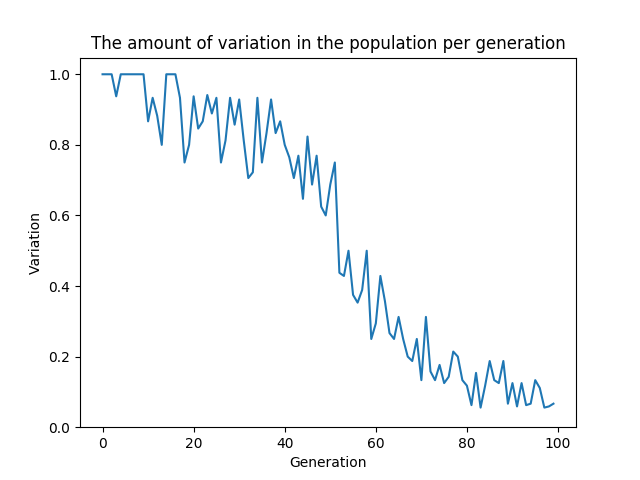 The amount of variation in the population per generation
1.0
0.8
0.6
0.4
0.2
0.0
Variation
0 20 40 60 80 100
Generation